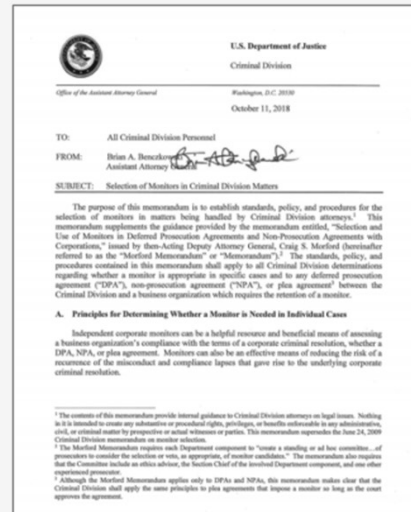 U.S. Department of Justice
Criminal Division
Office of the Assistant Attorney General
Washington, D.C. 20530
October 11, 2018
TO: All Criminal Division Personnel
FROM: Brian A. Benczkowski
Assistant Attorney General
SUBJECT: Selection of Monitors in Criminal Division Matters
The purpose of this memorandum is to establish standards, policy, and procedures for the
selection of monitors in matters being handled by Criminal Division attorneys.1 This
memorandum supplements the guidance provided by the memorandum entitled, "Selection and
Use of Monitors in Deferred Prosecution Agreements and Non-Prosecution Agreements with
Corporations," issued by then-Acting Deputy Attorney General, Craig S. Morford (hereinafter
referred to as the "Morford Memorandum" or "Memorandum").2 The standards, policy, and
procedures contained in this memorandum shall apply to all Criminal Division determinations
regarding whether a monitor is appropriate in specific cases and to any deferred prosecution
agreement ("DPA"), non-prosecution agreement ("NPA"), or plea agreement3 between the
Criminal Division and a business organization which requires the retention of a monitor.
A. Principles for Determining Whether a Monitor is Needed in Individual Cases
Independent corporate monitors can be a helpful resource and beneficial means of assessing
a business organization's compliance with the terms of a corporate criminal resolution, whether a
DPA, NPA, or plea agreement. Monitors can also be an effective means of reducing the risk of a
recurrence of the misconduct and compliance lapses that gave rise to the underlying corporate
criminal resolution.
1 The contents of this memorandum provide internal guidance to Criminal Division attorneys on legal issues. Nothing
in it is intended to create any substantive or procedural rights, privileges, or benefits enforceable in any administrative,
civil, or criminal matter by prospective or actual witnesses or parties. This memorandum supersedes the June 24, 2009
Criminal Division memorandum on monitor selection.
2 The Morford Memorandum requires each Department component to "create a standing or ad hoc committee...of
prosecutors to consider the selection or veto, as appropriate, of monitor candidates." The memorandum also requires
that the Committee include an ethics advisor, the Section Chief of the involved Department component, and one other
experienced prosecutor.
3 Although the Morford Memorandum applies only to DPAs and NPAs, this memorandum makes clear that the
Criminal Division shall apply the same principles to plea agreements that impose a monitor so long as the court
approves the agreement.